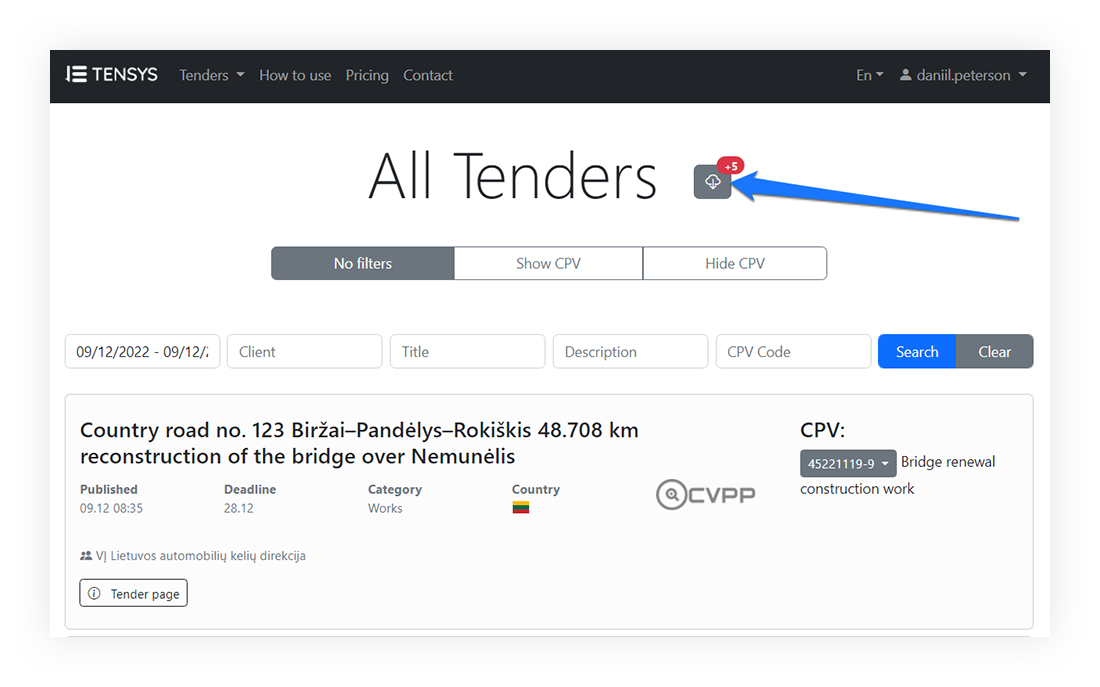 TENSYS Tenders How to use Pricing Contact En daniil.peterson
All Tenders +5
No filters Show CPV Hide CPV
09/12/2022 - 09/12/ Client Title Description CPV Code Search Clear
Country road no. 123 Biržai–Pandėlys–Rokiškis 48.708 km
reconstruction of the bridge over Nemunėlis
CPV:
45221119-9 Bridge renewal
construction work
Published Deadline Category Country
09.12 08:35 28.12 Works
CVPP
VĮ Lietuvos automobilių kelių direkcija
Tender page